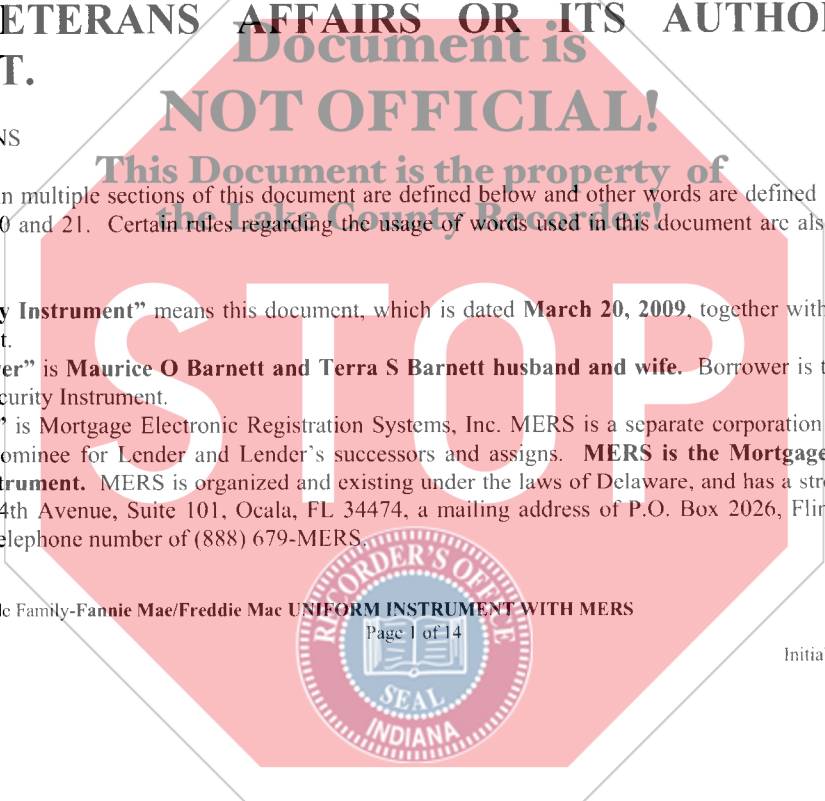 ETERANS AFFAIRS OR ITS AUTHO
T.
Document is
NOT OFFICIAL!
This Document is the property of
the Lake County Recorder!
NS
n multiple sections of this document are defined below and other words are defined
0 and 21. Certain rules regarding the usage of words used in this document are als
y Instrument” means this document, which is dated March 20, 2009, together with
t.
er” is Maurice O Barnett and Terra S Barnett husband and wife. Borrower is t
curity Instrument.
” is Mortgage Electronic Registration Systems, Inc. MERS is a separate corporation
ominee for Lender and Lender’s successors and assigns. MERS is the Mortgage
trument. MERS is organized and existing under the laws of Delaware, and has a stre
4th Avenue, Suite 101, Ocala, FL 34474, a mailing address of P.O. Box 2026, Flin
elephone number of (888) 679-MERS.
STOP
le Family-Fannie Mae/Freddie Mac UNIFORM INSTRUMENT WITH MERS
Page 1 of 14
Initia
RECORDER'S OFFICE
SEAL
INDIANA